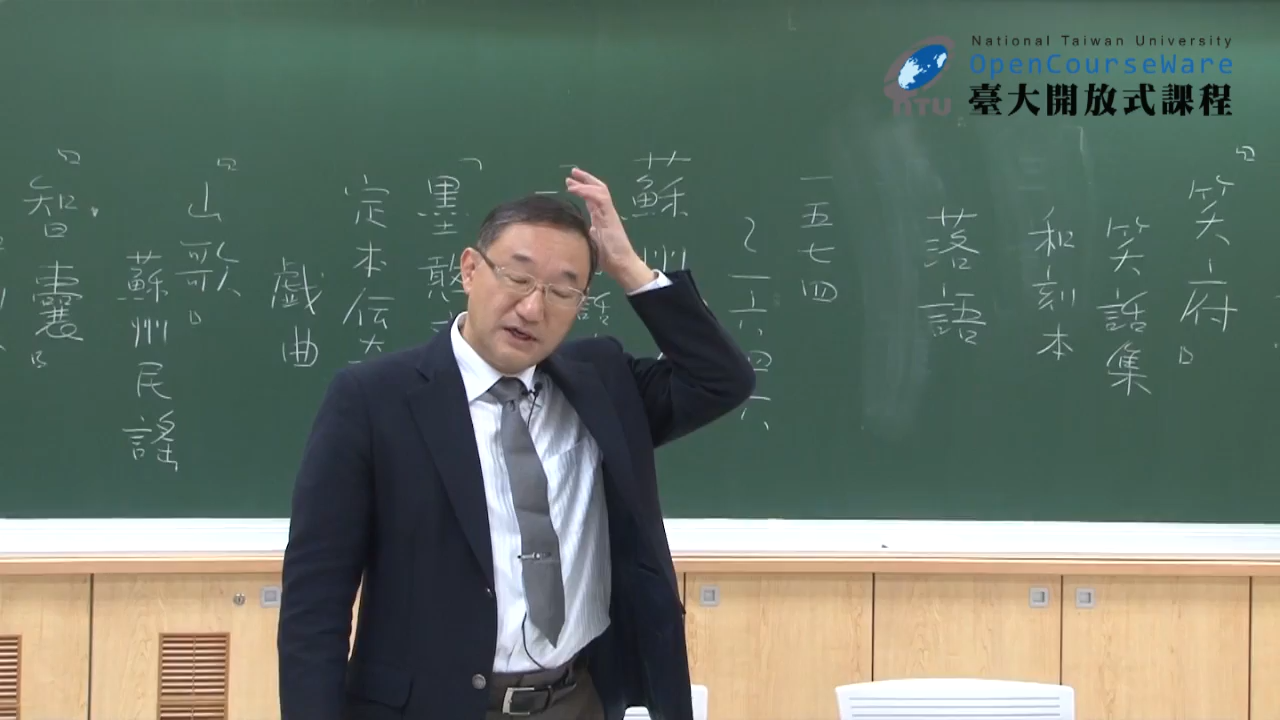 National Taiwan University
OpenCourseWare
臺大開放式課程
NTU
『笑府』
笑話集
和刻本
落語
一五七四
～一六四六
蘇州
墨憨
定本伝
戯曲
『山歌』
蘇州民謠
『智囊』